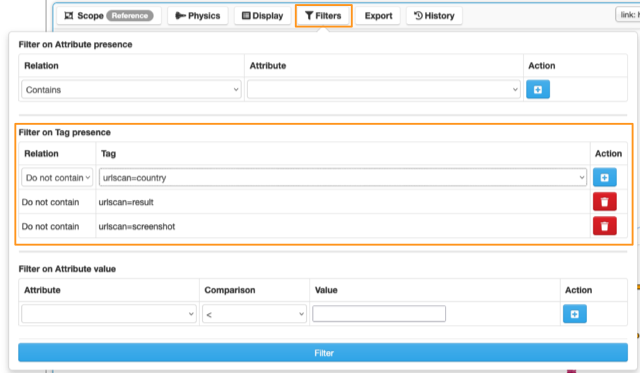 Scope Reference Physics Display Filters Export History link:
Filter on Attribute presence
Relation Attribute Action
Contains
Filter on Tag presence
Relation Tag Action
Do not contain urlscan=country
Do not contain urlscan=result
Do not contain urlscan=screenshot
Filter on Attribute value
Attribute Comparison Value Action
<
Filter